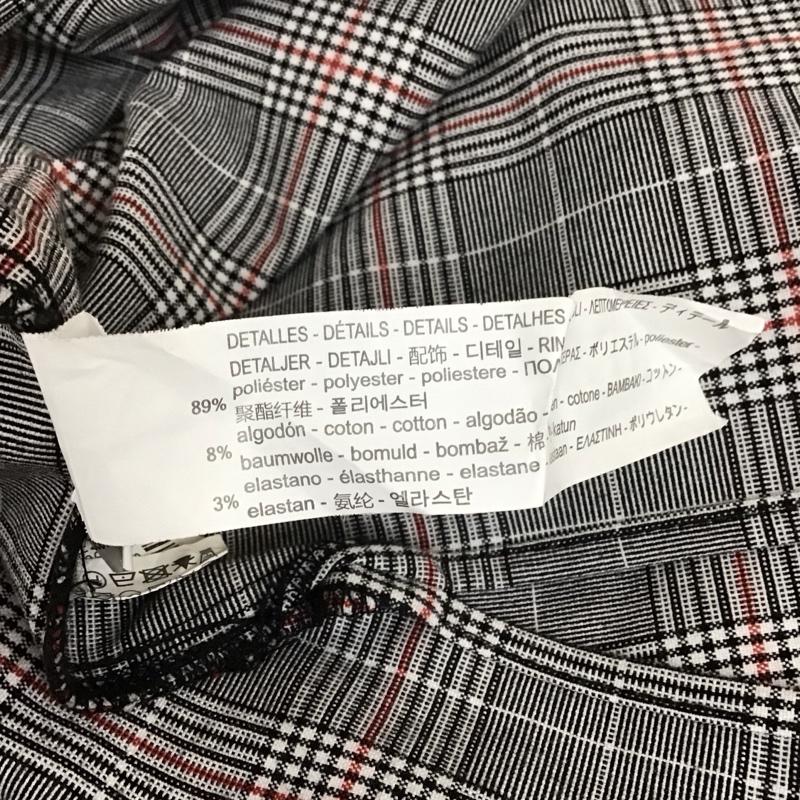 DETALLES - DÉTAILS - DETAILS - DETALHES
DETALJER - DETAJLI - 配饰 - 디테일 - ΛΕΠΤΟΜΕΡΕΙΕΣ - ディテール
poliéster - polyester - poliestere - ΠΟΛ ΕΡΑΣ - ポリエステル - poliester -
89% 聚酯纤维 - 폴리에스터
algodón - coton - cotton - algodão - cotone - BAMBAKI - コットン -
8% baumwolle - bomuld - bombaž - 棉 katun
elastano - élasthanne - elastane - ΕΛΑΣΤΙΝΗ - ポリウレタン -
3% elastan - 氨纶 - 엘라스탄